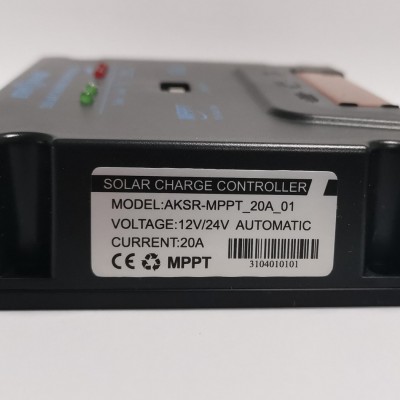 SOLAR CHARGE CONTROLLER
MODEL:AKSR-MPPT_20A_01
VOLTAGE:12V/24V AUTOMATIC
CURRENT:20A
CE MPPT
3104010101